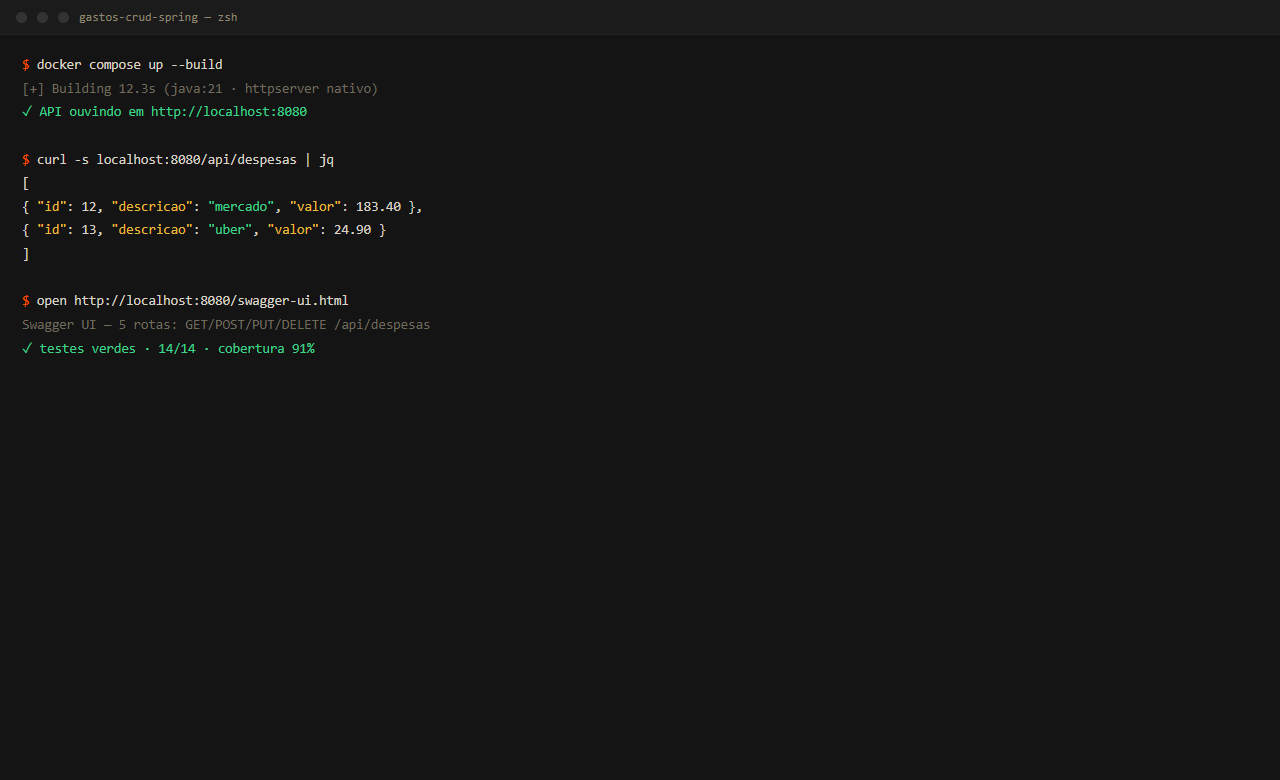 gastos-crud-spring — zsh
$ docker compose up --build
[+] Building 12.3s (java:21 · httpserver nativo)
✓ API ouvindo em http://localhost:8080
$ curl -s localhost:8080/api/despesas | jq
[
{ "id": 12, "descricao": "mercado", "valor": 183.40 },
{ "id": 13, "descricao": "uber", "valor": 24.90 }
]
$ open http://localhost:8080/swagger-ui.html
Swagger UI — 5 rotas: GET/POST/PUT/DELETE /api/despesas
✓ testes verdes · 14/14 · cobertura 91%